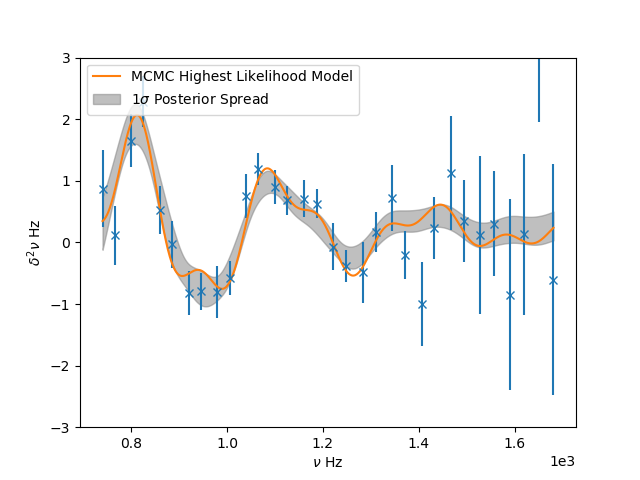 MCMC Highest Likelihood Model
1σ Posterior Spread
3
2
1
0
−1
−2
−3
δ²ν Hz
0.8 1.0 1.2 1.4 1.6
1e3
ν Hz